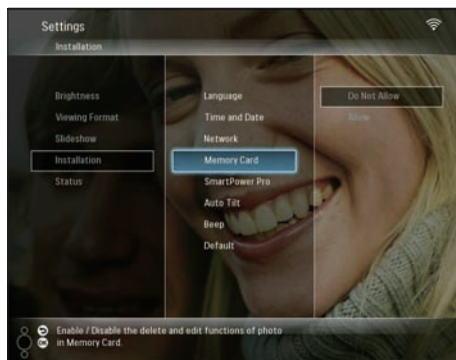 Settings
Installation
Brightness
Viewing Format
Slideshow
Installation
Status
Language
Time and Date
Network
Memory Card
SmartPower Pro
Auto Tilt
Beep
Default
Do Not Allow
Allow
Enable / Disable the delete and edit functions of photo
OK in Memory Card.